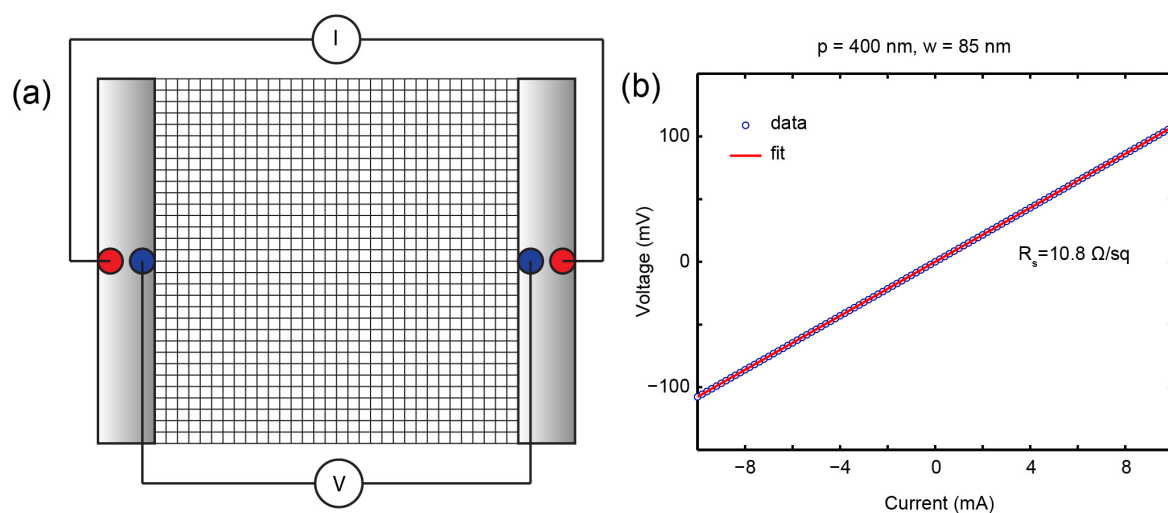 (a)
I
V
(b)
p = 400 nm, w = 85 nm
data
fit
Rs=10.8 Ω/sq
Voltage (mV)
100
0
−100
−8 −4 0 4 8
Current (mA)